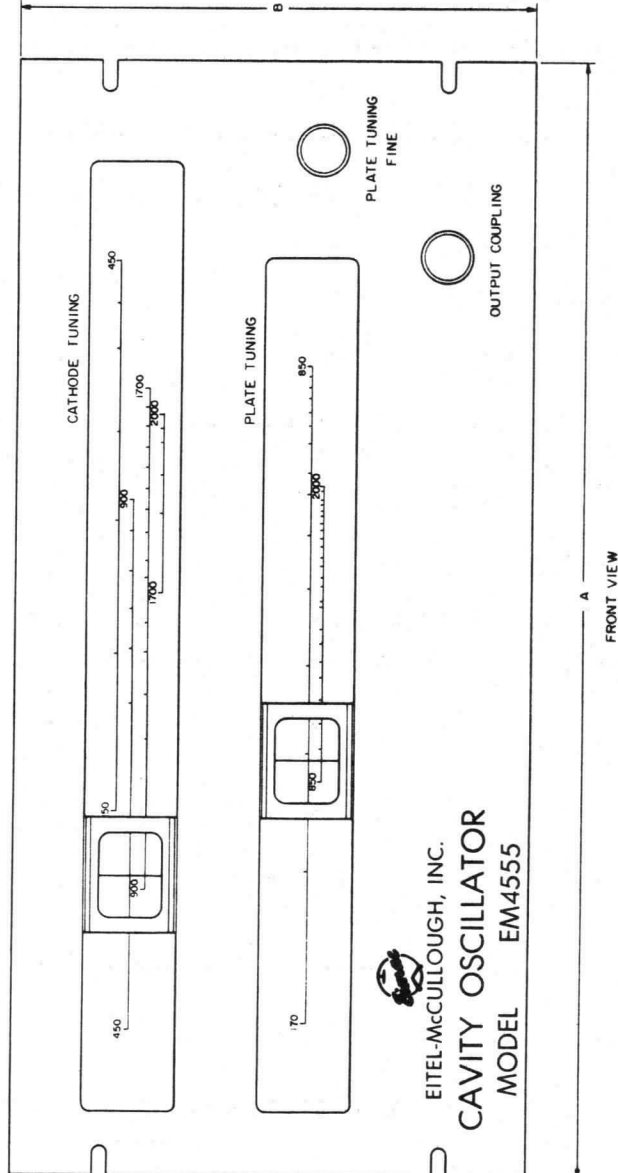 B
CATHODE TUNING
450
1700
2000
900
1700
50
900
450
PLATE TUNING
850
2000
850
170
PLATE TUNING
FINE
OUTPUT COUPLING
Eimac
EITEL-McCULLOUGH, INC.
CAVITY OSCILLATOR
MODEL EM4555
A
FRONT VIEW